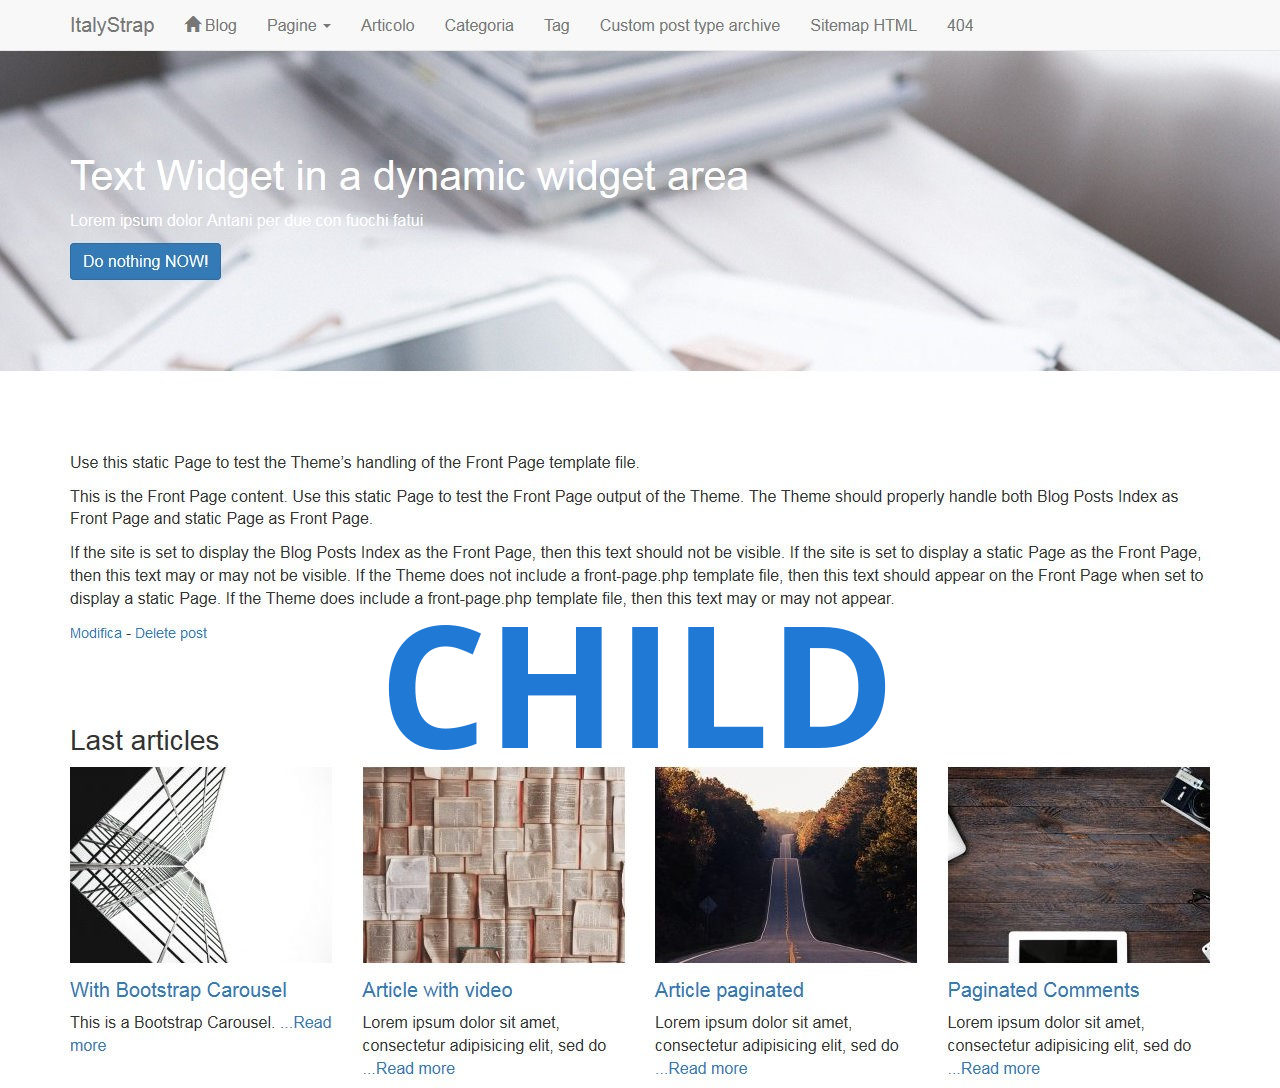 ItalyStrap Blog Pagine Articolo Categoria Tag Custom post type archive Sitemap HTML 404
Text Widget in a dynamic widget area
Lorem ipsum dolor Antani per due con fuochi fatui
Do nothing NOW!
Use this static Page to test the Theme’s handling of the Front Page template file.
This is the Front Page content. Use this static Page to test the Front Page output of the Theme. The Theme should properly handle both Blog Posts Index as
Front Page and static Page as Front Page.
If the site is set to display the Blog Posts Index as the Front Page, then this text should not be visible. If the site is set to display a static Page as the Front Page,
then this text may or may not be visible. If the Theme does not include a front-page.php template file, then this text should appear on the Front Page when set to
display a static Page. If the Theme does include a front-page.php template file, then this text may or may not appear.
Modifica - Delete post
CHILD
Last articles
With Bootstrap Carousel
This is a Bootstrap Carousel. ...Read
more
Article with video
Lorem ipsum dolor sit amet,
consectetur adipisicing elit, sed do
...Read more
Article paginated
Lorem ipsum dolor sit amet,
consectetur adipisicing elit, sed do
...Read more
Paginated Comments
Lorem ipsum dolor sit amet,
consectetur adipisicing elit, sed do
...Read more